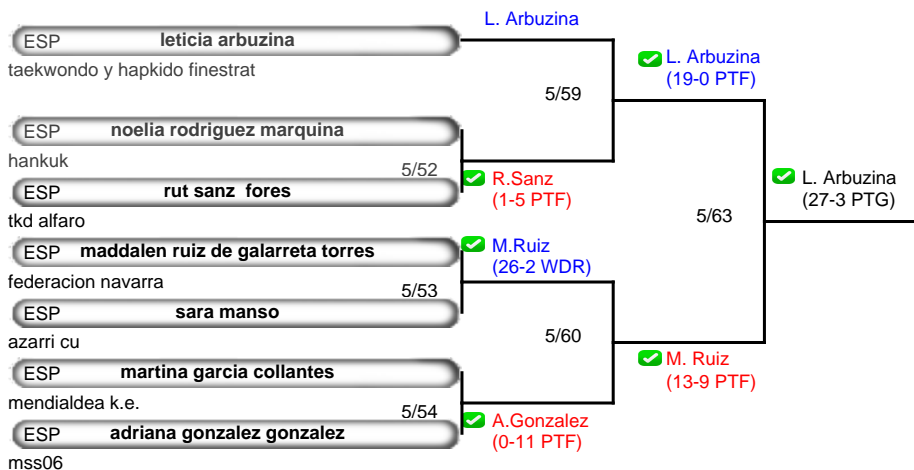 L. Arbuzina
ESP leticia arbuzina
taekwondo y hapkido finestrat
L. Arbuzina
(19-0 PTF)
5/59
ESP noelia rodriguez marquina
hankuk
5/52
R.Sanz
(1-5 PTF)
ESP rut sanz fores
tkd alfaro
L. Arbuzina
(27-3 PTG)
5/63
ESP maddalen ruiz de galarreta torres
federacion navarra
M.Ruiz
(26-2 WDR)
5/53
ESP sara manso
azarri cu
5/60
ESP martina garcia collantes
mendialdea k.e.
M. Ruiz
(13-9 PTF)
5/54
A.Gonzalez
(0-11 PTF)
ESP adriana gonzalez gonzalez
mss06